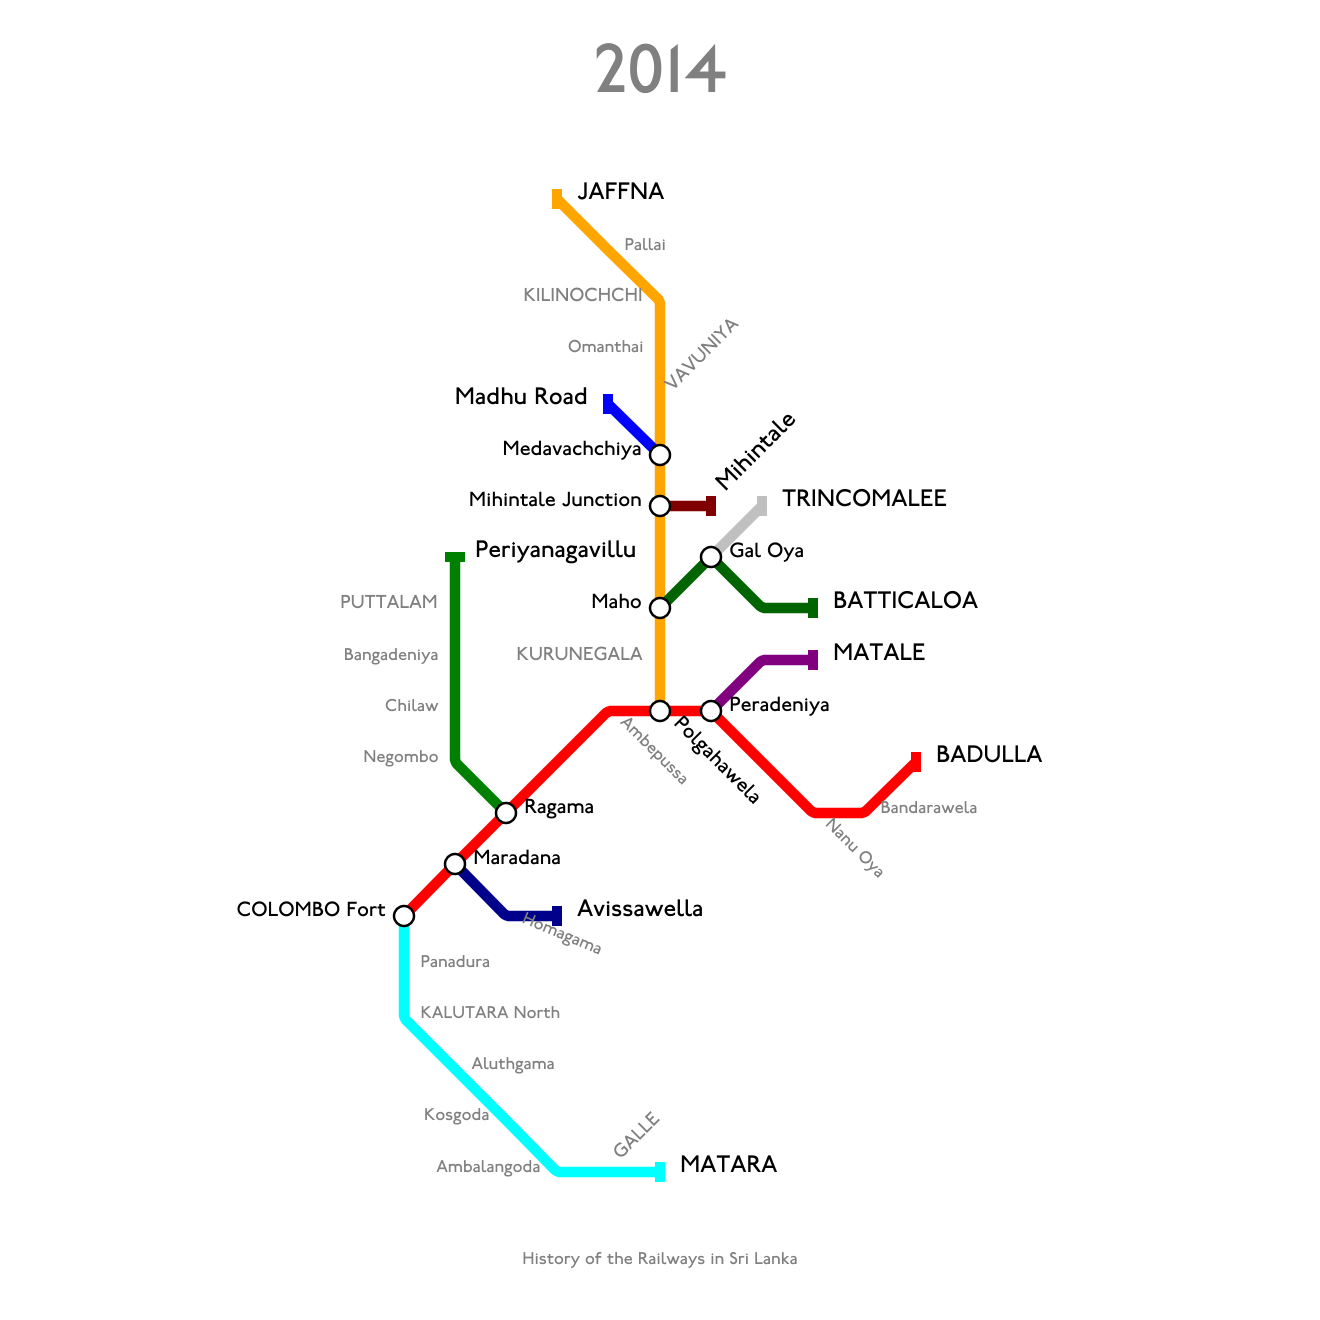 2014
JAFFNA
Pallai
KILINOCHCHI
Omanthai
VAVUNIYA
Madhu Road
Medavachchiya
Mihintale
Mihintale Junction
TRINCOMALEE
Periyanagavillu
Gal Oya
PUTTALAM
Maho
BATTICALOA
Bangadeniya
KURUNEGALA
MATALE
Chilaw
Peradeniya
Ambepussa
Polgahawela
Negombo
BADULLA
Ragama
Bandarawela
Nanu Oya
Maradana
COLOMBO Fort
Avissawella
Homagama
Panadura
KALUTARA North
Aluthgama
Kosgoda
GALLE
Ambalangoda
MATARA
History of the Railways in Sri Lanka